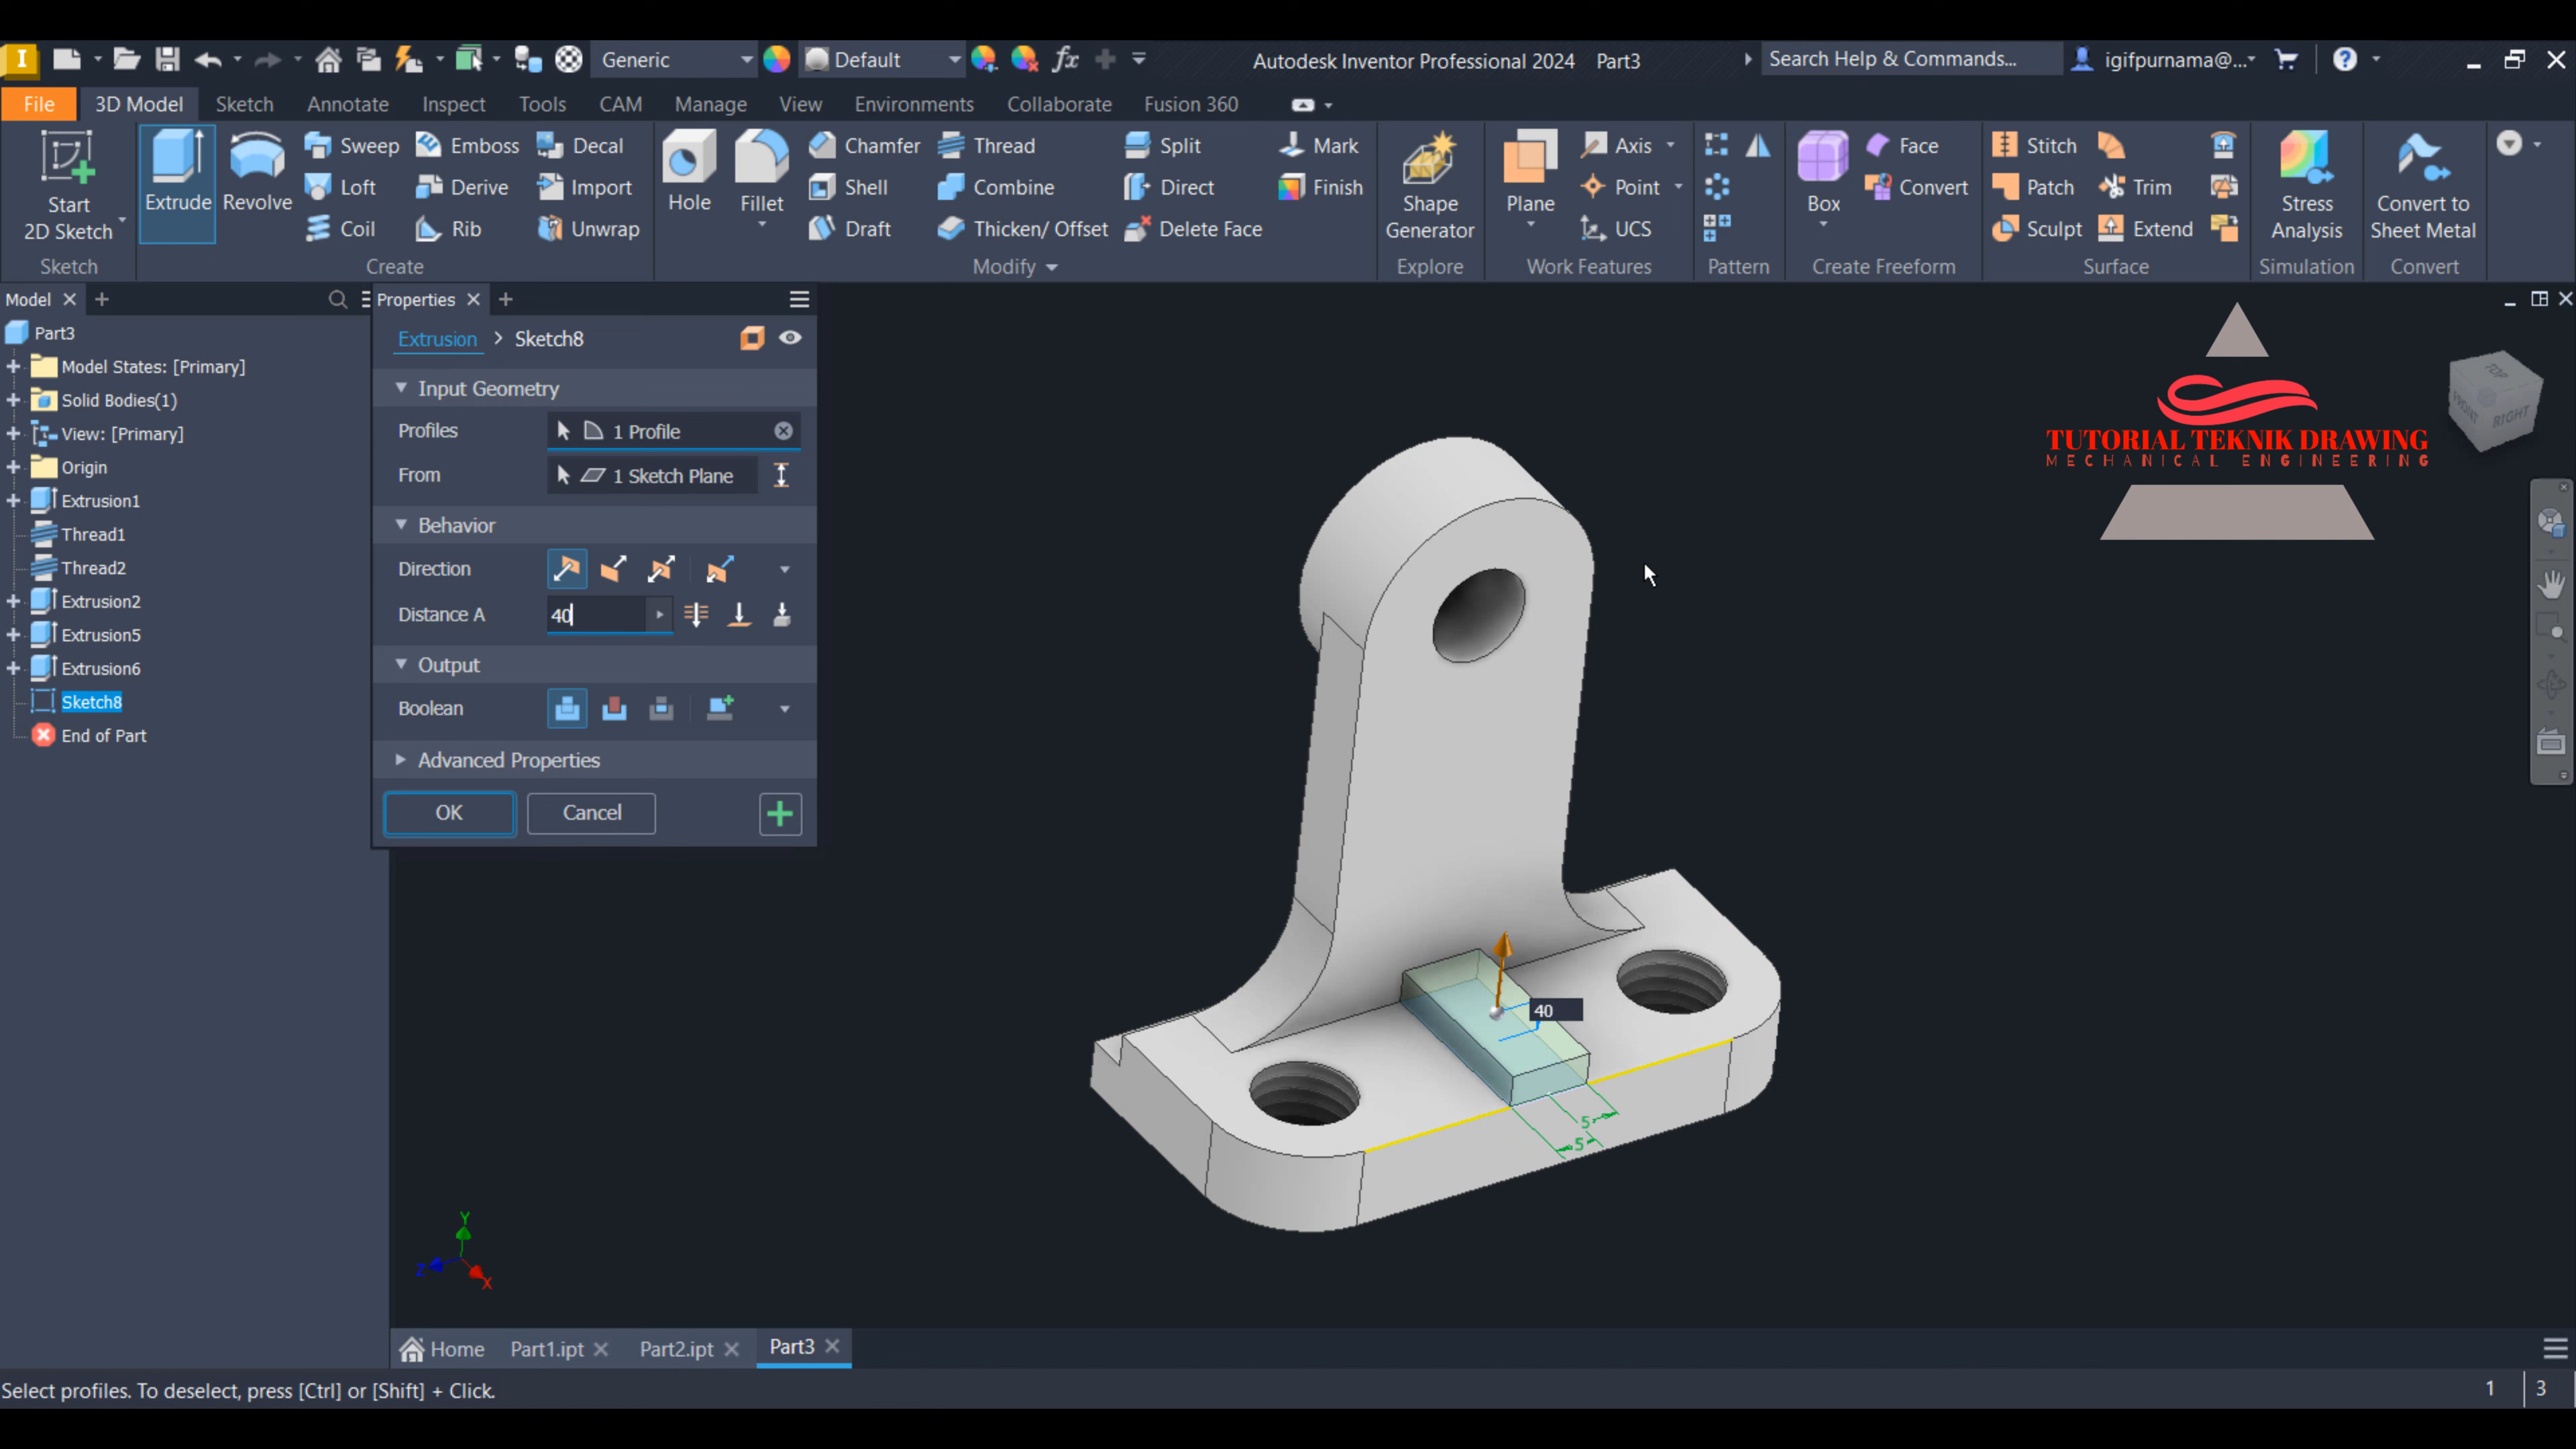 Generic
Default
Autodesk Inventor Professional 2024 Part3
Search Help & Commands...
igifpurnama@...
File 3D Model Sketch Annotate Inspect Tools CAM Manage View Environments Collaborate Fusion 360
Start
2D Sketch
Extrude
Revolve
Sweep
Loft
Coil
Emboss
Derive
Rib
Decal
Import
Unwrap
Hole
Fillet
Chamfer
Shell
Draft
Thread
Combine
Thicken/ Offset
Split
Direct
Delete Face
Mark
Finish
Shape
Generator
Plane
Axis
Point
UCS
Box
Face
Convert
Stitch
Patch
Sculpt
Trim
Extend
Stress
Analysis
Convert to
Sheet Metal
Sketch Create Modify Explore Work Features Pattern Create Freeform Surface Simulation Convert
Model
Part3
Model States: [Primary]
Solid Bodies(1)
View: [Primary]
Origin
Extrusion1
Thread1
Thread2
Extrusion2
Extrusion5
Extrusion6
Sketch8
End of Part
Properties
Extrusion > Sketch8
Input Geometry
Profiles 1 Profile
From 1 Sketch Plane
Behavior
Direction
Distance A 40
Output
Boolean
Advanced Properties
OK Cancel
TUTORIAL TEKNIK DRAWING
MECHANICAL ENGINEERING
TOP
FRONT
RIGHT
40
5
5
Y
Z
X
Home Part1.ipt Part2.ipt Part3
Select profiles. To deselect, press [Ctrl] or [Shift] + Click.
1 3